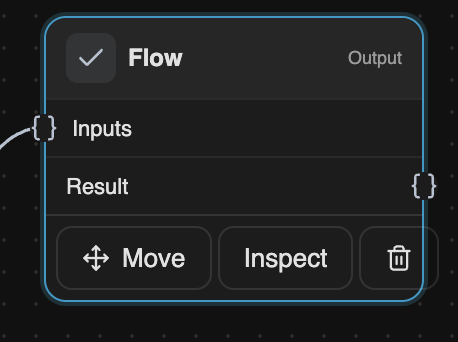 Flow
Output
{} Inputs
Result {}
Move
Inspect